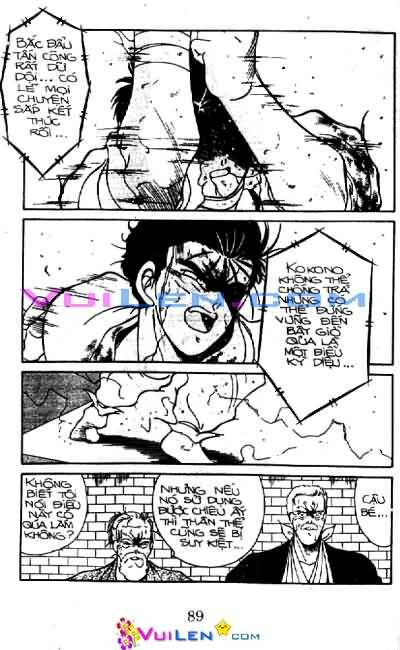 BẮC ĐẨU
TẤN CÔNG
RẤT DỮ
DỘI... CÓ
LẼ MỌI
CHUYỆN
SẮP KẾT
THÚC
RỒI...
KOKONO
KHÔNG THỂ
CHỐNG TRẢ
NHƯNG CÓ
THỂ ĐỨNG
VỮNG ĐẾN
BÂY GIỜ
QUẢ LÀ
MỘT ĐIỀU
KỲ DIỆU...
VUILEN.COM
CẬU
BÉ...
NHƯNG NẾU
NÓ SỬ DỤNG
ĐƯỢC CHIÊU ẤY
THÌ THÂN THỂ
CŨNG SẼ BỊ
SUY KIỆT...
KHÔNG
BIẾT TÔI
NÓI ĐIỀU
NÀY CÓ
QUÁ LẮM
KHÔNG?
89
VUILEN.COM